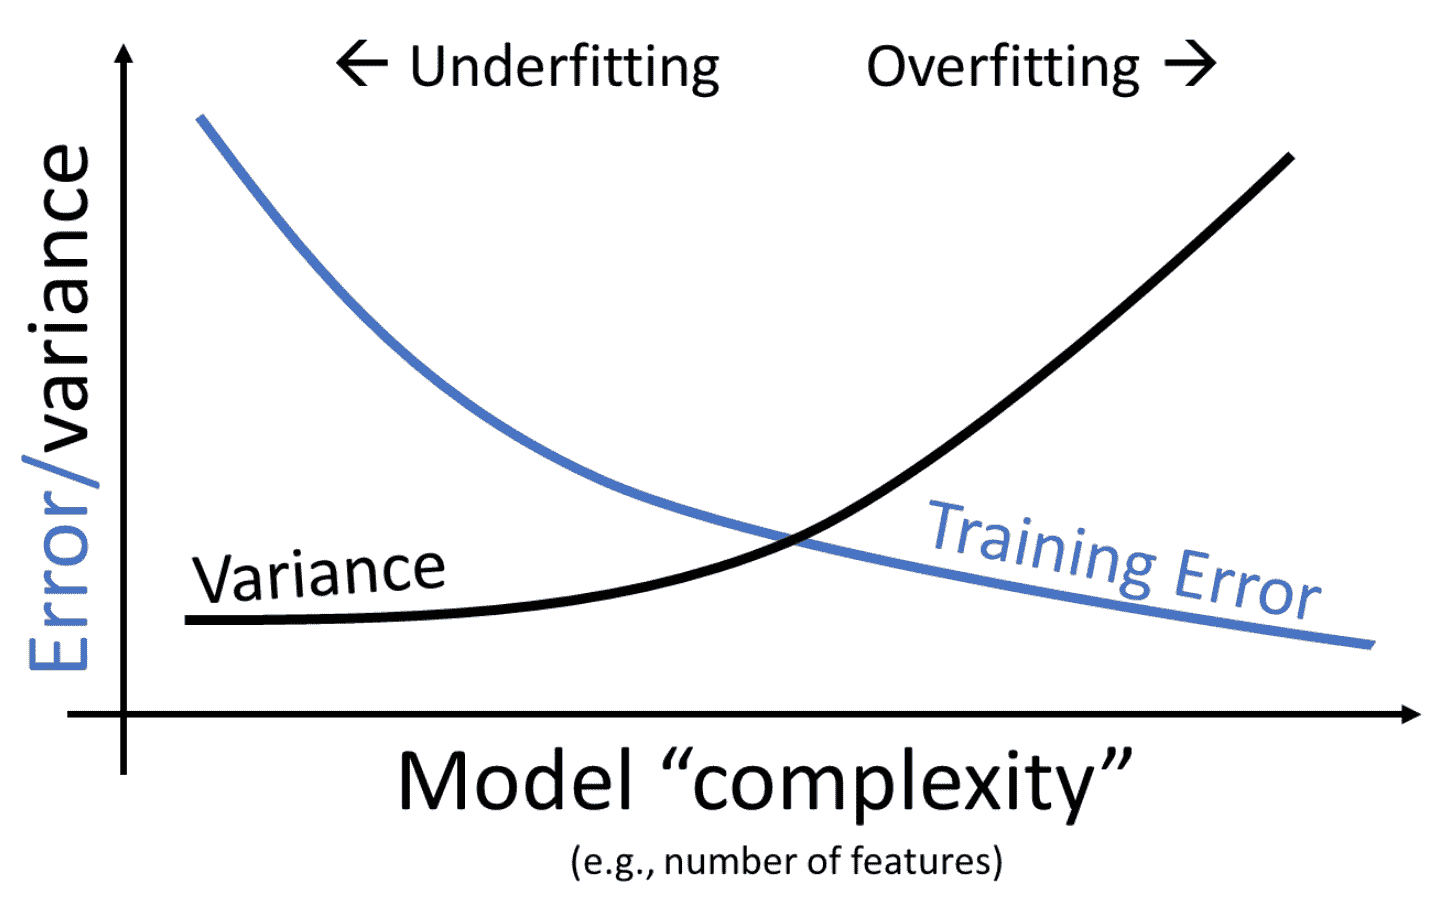 ← Underfitting
Overfitting →
Error/variance
Variance
Training Error
Model “complexity”
(e.g., number of features)